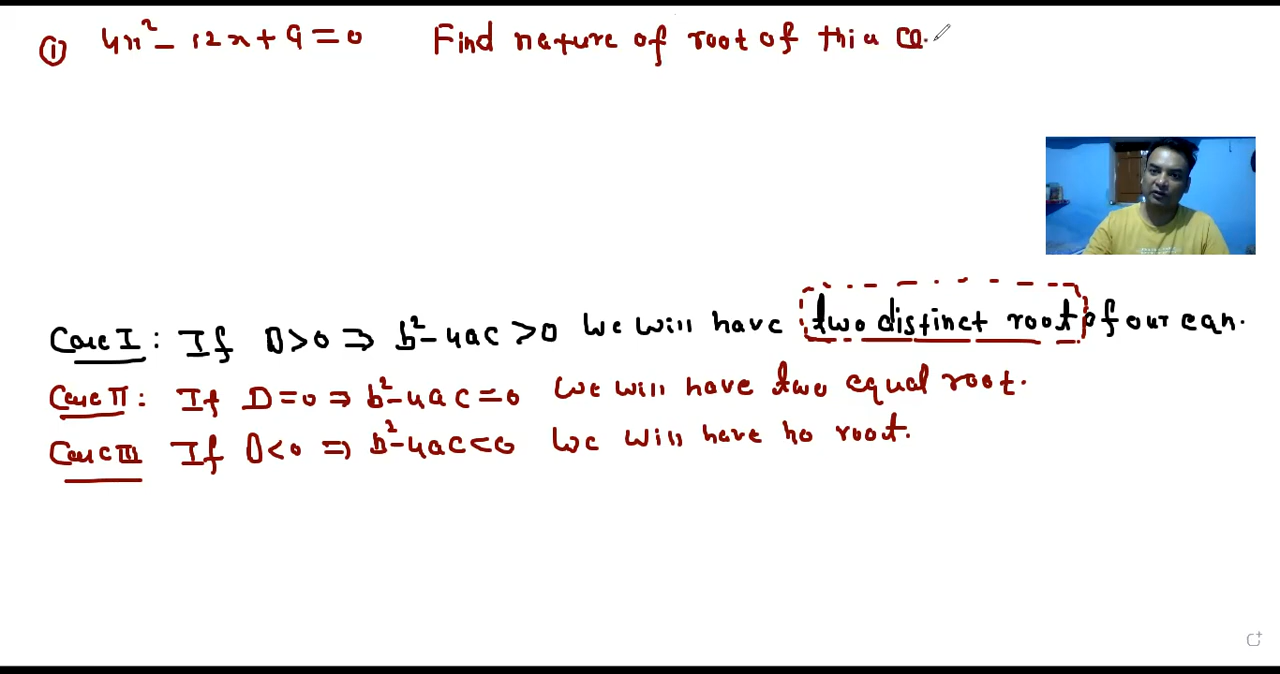 ① 4x² - 12x + 9 = 0 Find nature of root of this eq.
Case I : If D>0 ⇒ b²-4ac >0 We will have two distinct root of our eqn.
Case II : If D=0 ⇒ b²-4ac=0 We will have two equal root.
Case III If D<0 ⇒ b²-4ac<0 We will have no root.